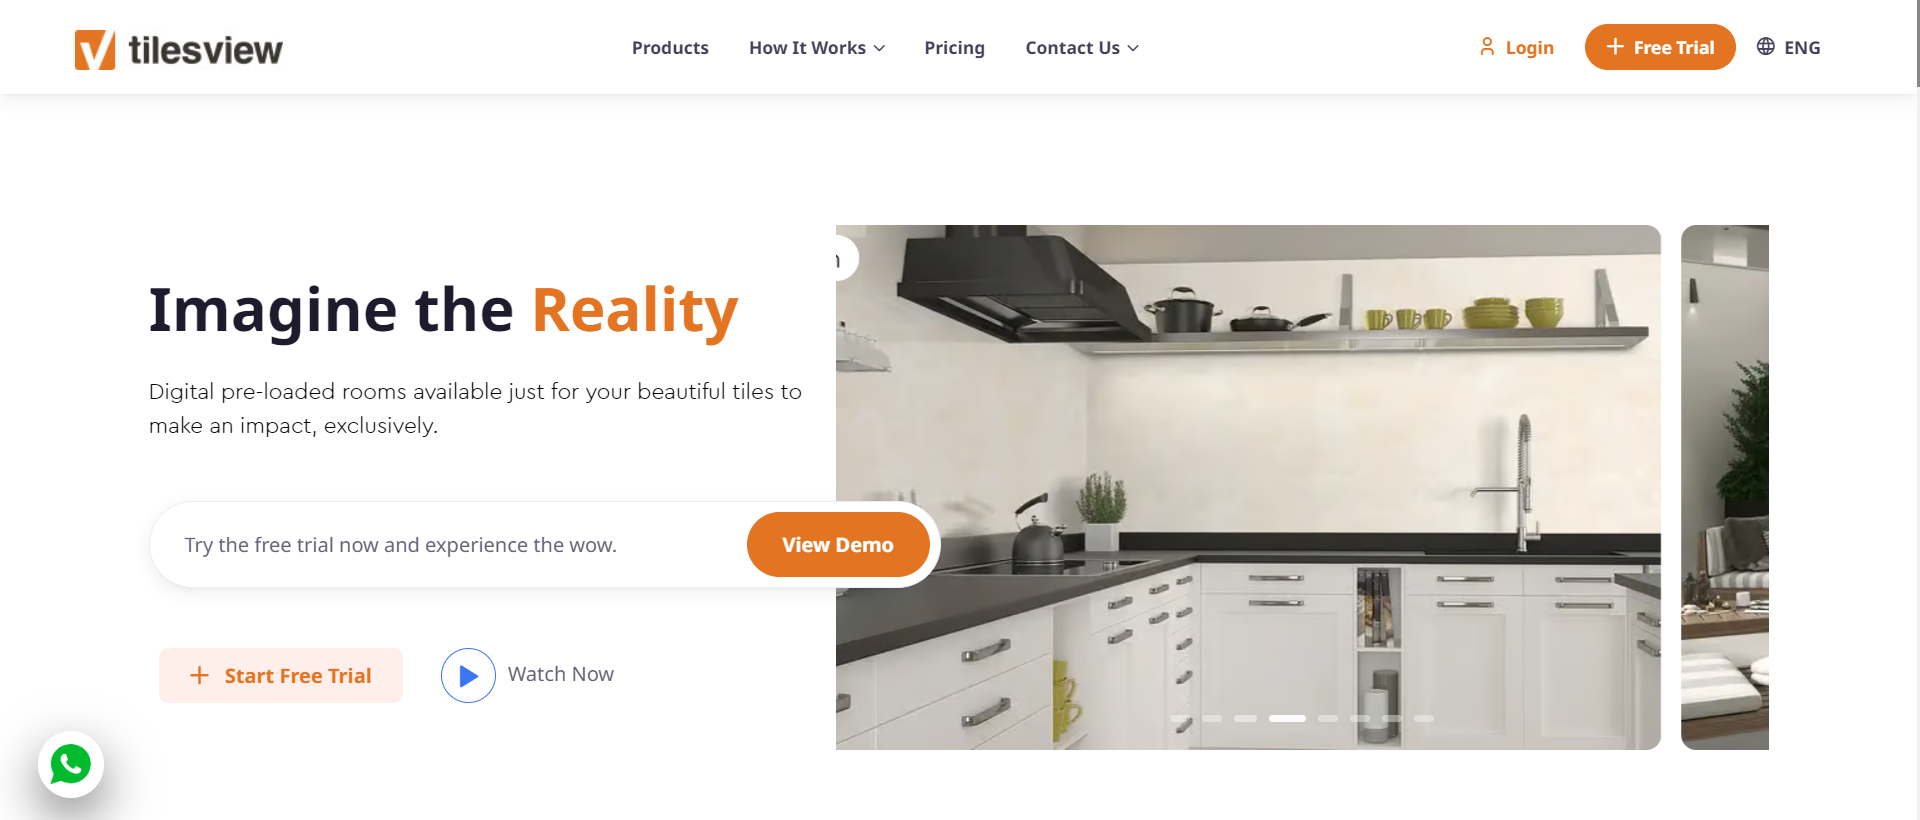 tilesview
Products
How It Works
Pricing
Contact Us
Login
Free Trial
ENG
Imagine the Reality
Digital pre-loaded rooms available just for your beautiful tiles to
make an impact, exclusively.
Try the free trial now and experience the wow.
View Demo
Start Free Trial
Watch Now